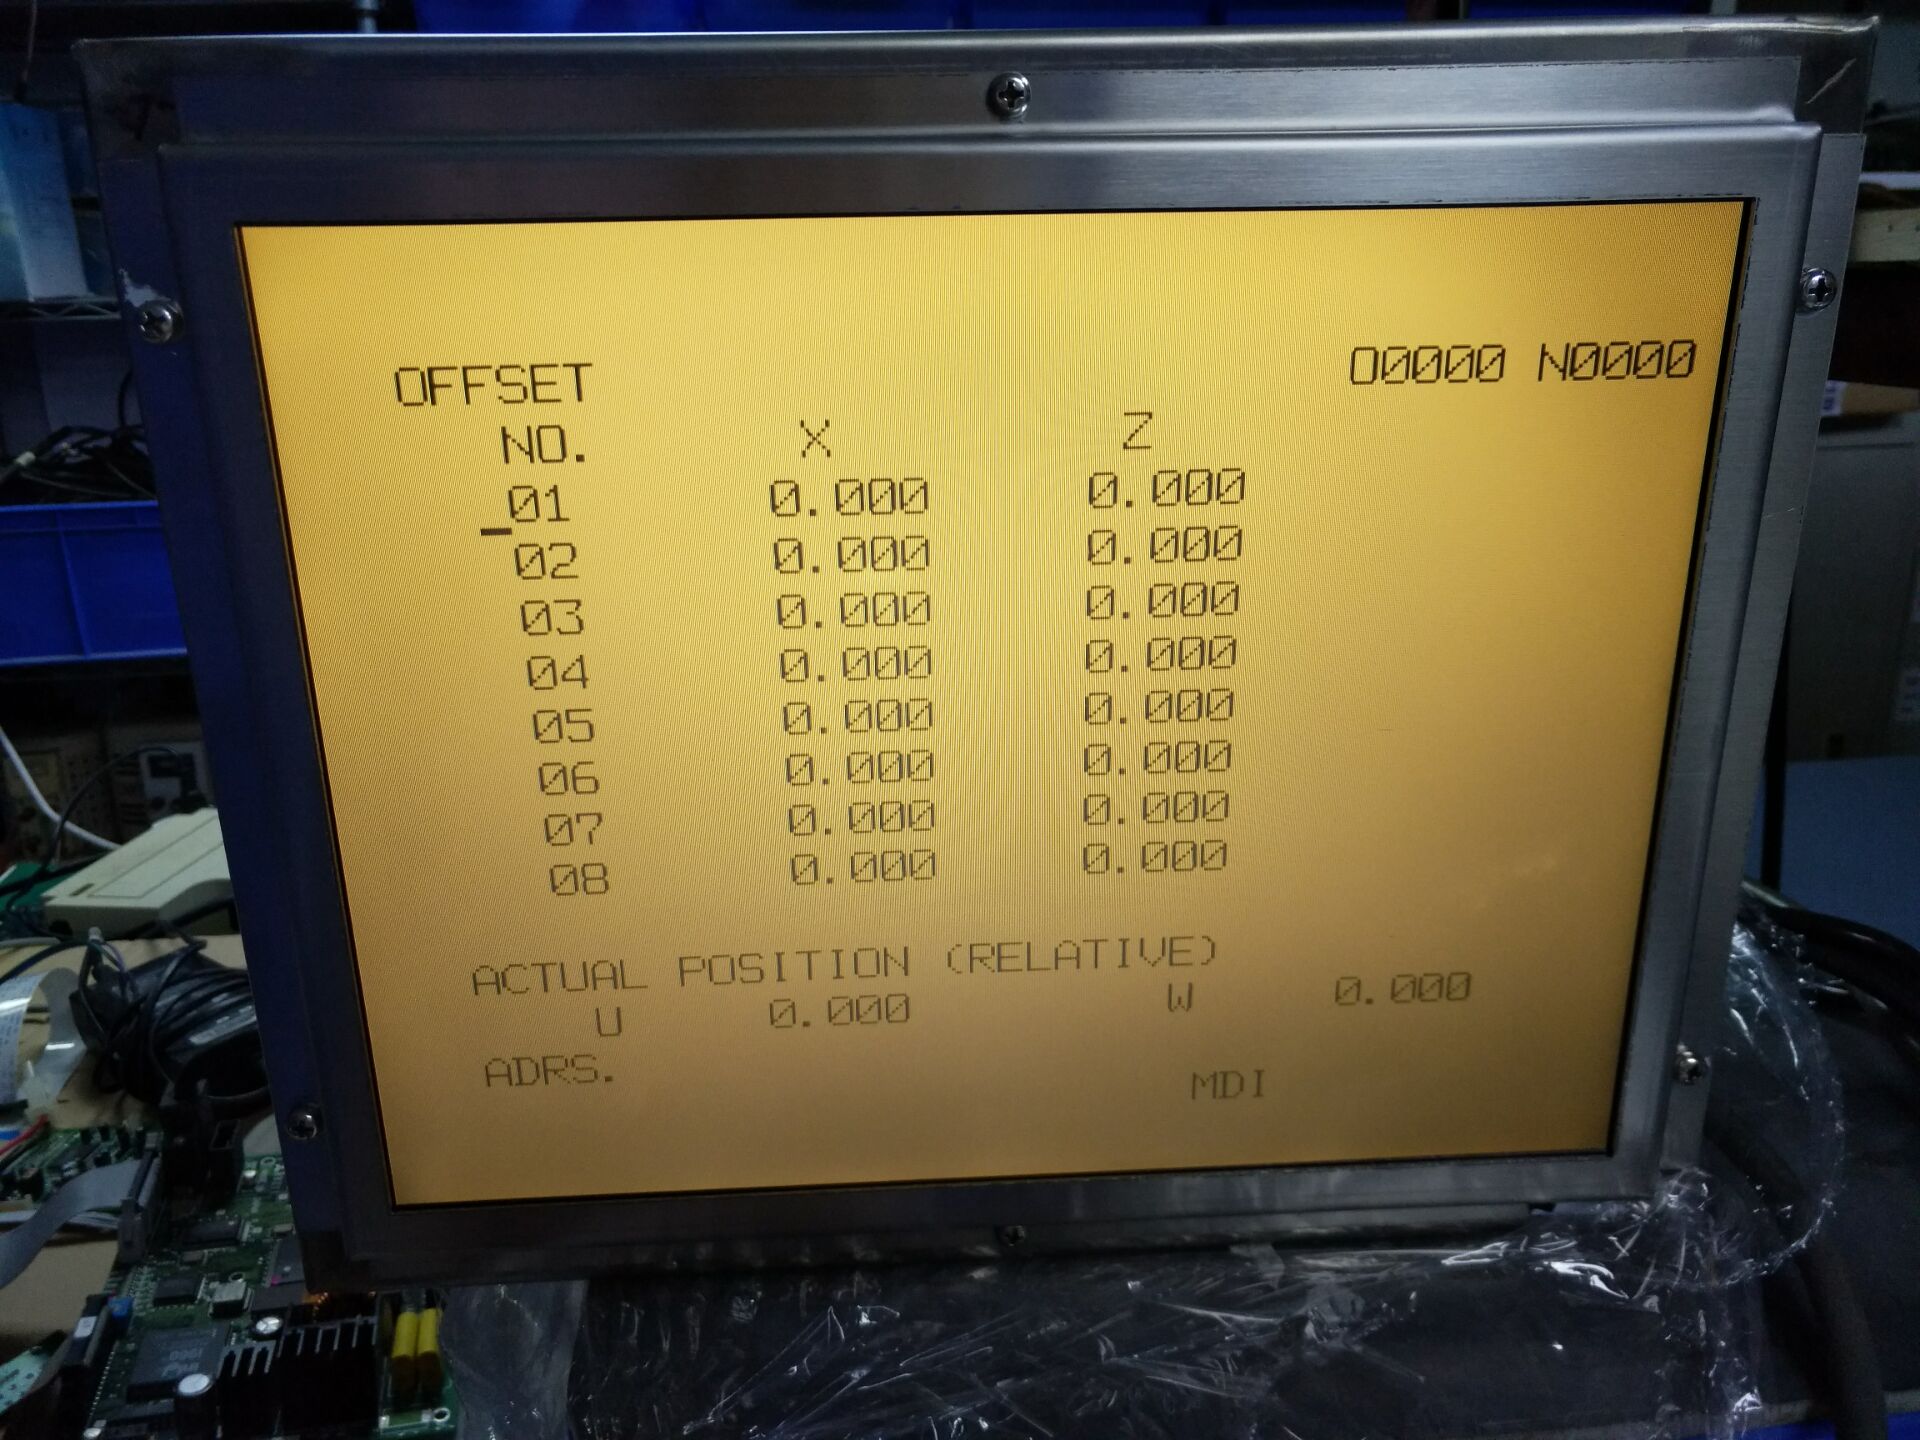 OFFSET O0000 N0000
NO. X Z
_01 0.000 0.000
02 0.000 0.000
03 0.000 0.000
04 0.000 0.000
05 0.000 0.000
06 0.000 0.000
07 0.000 0.000
08 0.000 0.000
ACTUAL POSITION (RELATIVE)
U 0.000 W 0.000
ADRS.
MDI